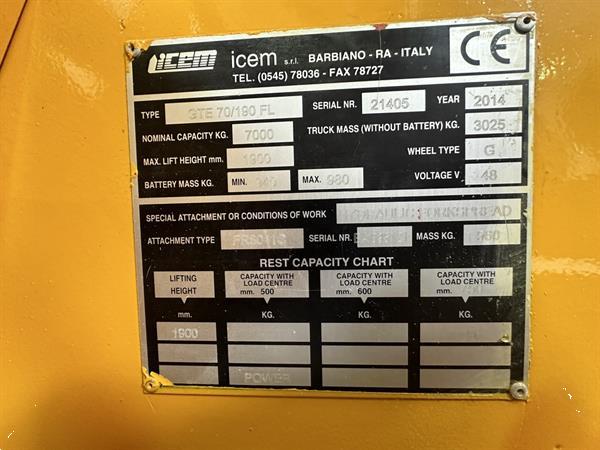 icem icem s.r.l. BARBIANO - RA - ITALY CE
TEL. (0545) 78036 - FAX 78727
TYPE GTE 70/190 FL SERIAL NR. 21405 YEAR 2014
NOMINAL CAPACITY KG. 7000 TRUCK MASS (WITHOUT BATTERY) KG. 3025
MAX. LIFT HEIGHT mm. 1900 WHEEL TYPE G
BATTERY MASS KG. MIN. MAX. 980 VOLTAGE V 48
SPECIAL ATTACHMENT OR CONDITIONS OF WORK HYDRAULIC FORKSPREAD
ATTACHMENT TYPE SERIAL NR. MASS KG.
REST CAPACITY CHART
LIFTING HEIGHT CAPACITY WITH LOAD CENTRE mm. 500 CAPACITY WITH LOAD CENTRE mm. 600 CAPACITY WITH LOAD CENTRE mm.
mm. KG. KG. KG.
1900
POWER